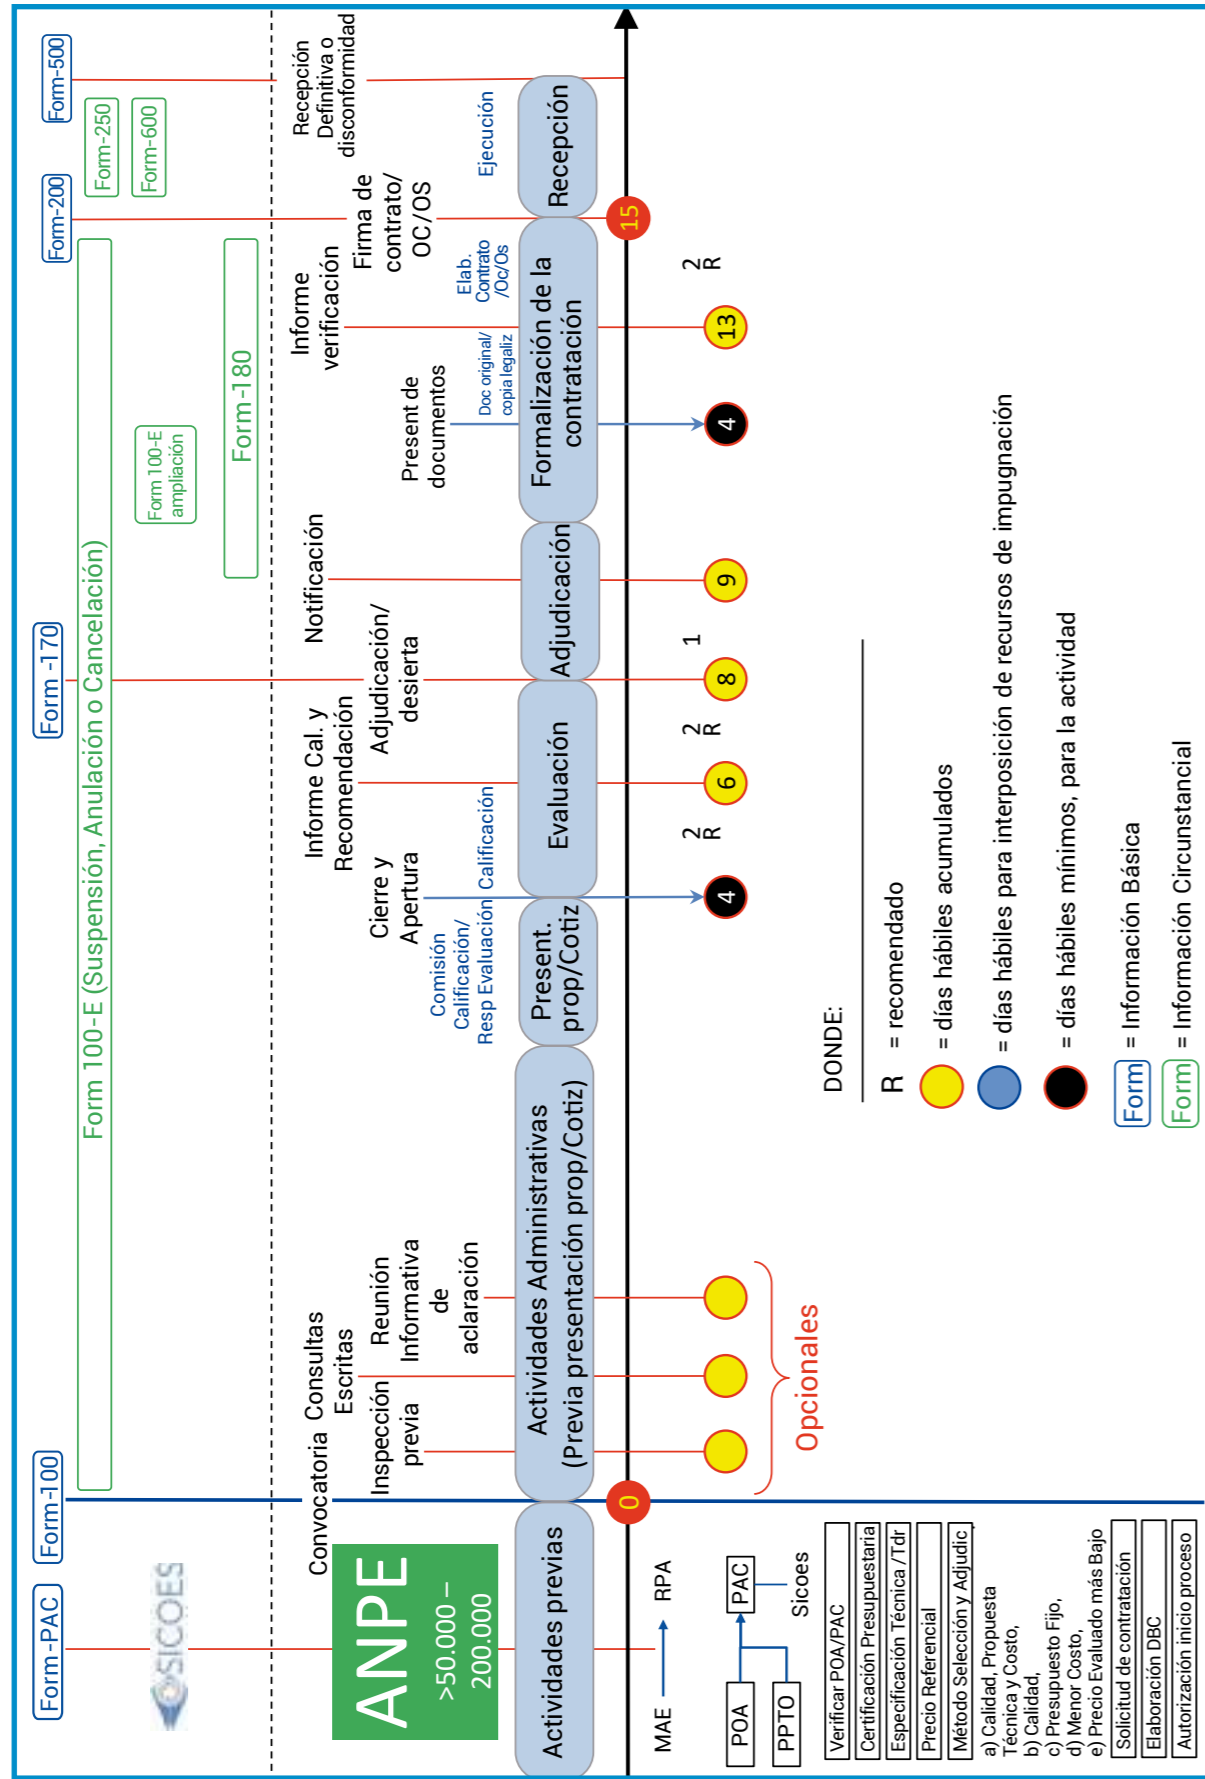 Form-PAC
Form-100
Form -170
Form-200
Form-500
Form 100-E (Suspensión, Anulación o Cancelación)
Form-250
Form-600
Form 100-E
ampliación
Form-180
SICOES
ANPE
>50.000 –
200.000
Convocatoria
Inspección
previa
Consultas
Escritas
Reunión
Informativa
de
aclaración
Cierre y
Apertura
Comisión
Calificación/
Resp Evaluación
Calificación
Informe Cal. y
Recomendación
Adjudicación/
desierta
Notificación
Present de
documentos
Doc original/
copia legaliz
Informe
verificación
Elab.
Contrato
/Oc/Os
Firma de
contrato/
OC/OS
Ejecución
Recepción
Definitiva o
disconformidad
Actividades previas
Actividades Administrativas
(Previa presentación prop/Cotiz)
Present.
prop/Cotiz
Evaluación
Adjudicación
Formalización de la
contratación
Recepción
0
15
4
2
R
6
2
R
8
1
9
4
13
2
R
Opcionales
MAE
RPA
POA
PPTO
PAC
Sicoes
Verificar POA/PAC
Certificación Presupuestaria
Especificación Técnica /Tdr
Precio Referencial
Método Selección y Adjudic
a) Calidad, Propuesta
Técnica y Costo,
b) Calidad,
c) Presupuesto Fijo,
d) Menor Costo,
e) Precio Evaluado más Bajo
Solicitud de contratación
Elaboración DBC
Autorización inicio proceso
DONDE:
R = recomendado
= días hábiles acumulados
= días hábiles para interposición de recursos de impugnación
= días hábiles mínimos, para la actividad
Form = Información Básica
Form = Información Circunstancial